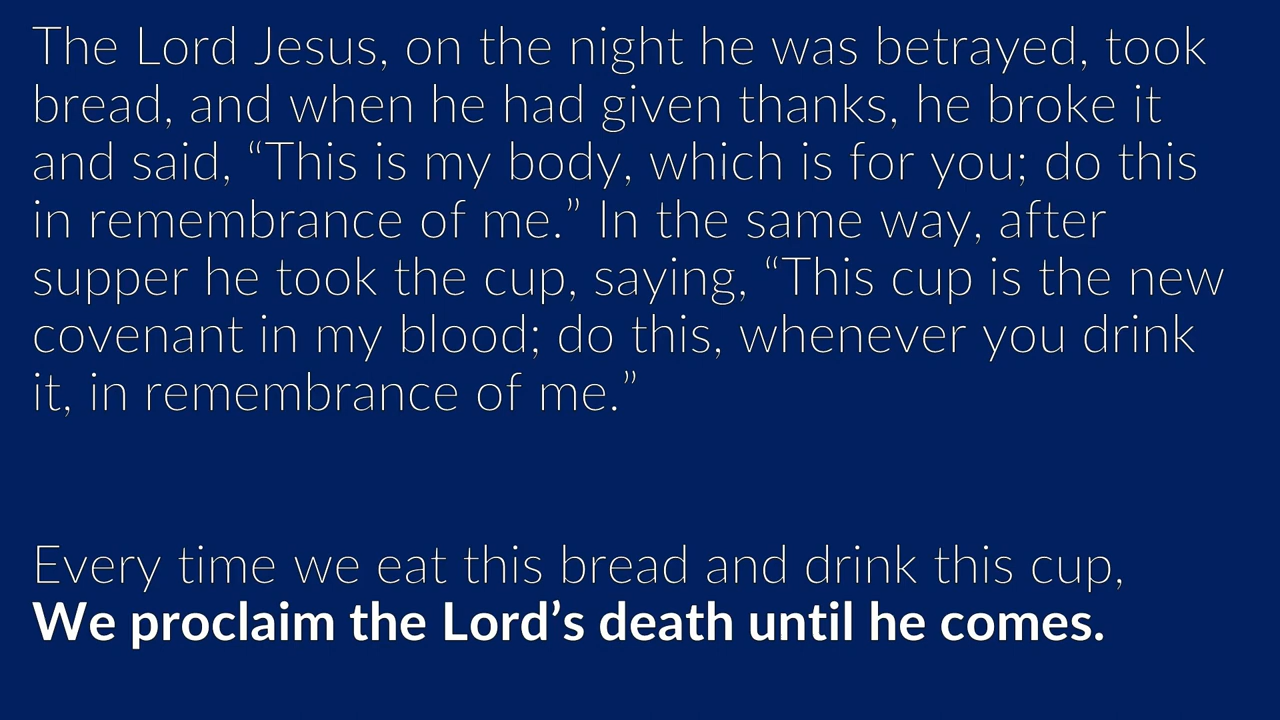 The Lord Jesus, on the night he was betrayed, took
bread, and when he had given thanks, he broke it
and said, “This is my body, which is for you; do this
in remembrance of me.” In the same way, after
supper he took the cup, saying, “This cup is the new
covenant in my blood; do this, whenever you drink
it, in remembrance of me.”
Every time we eat this bread and drink this cup,
We proclaim the Lord’s death until he comes.